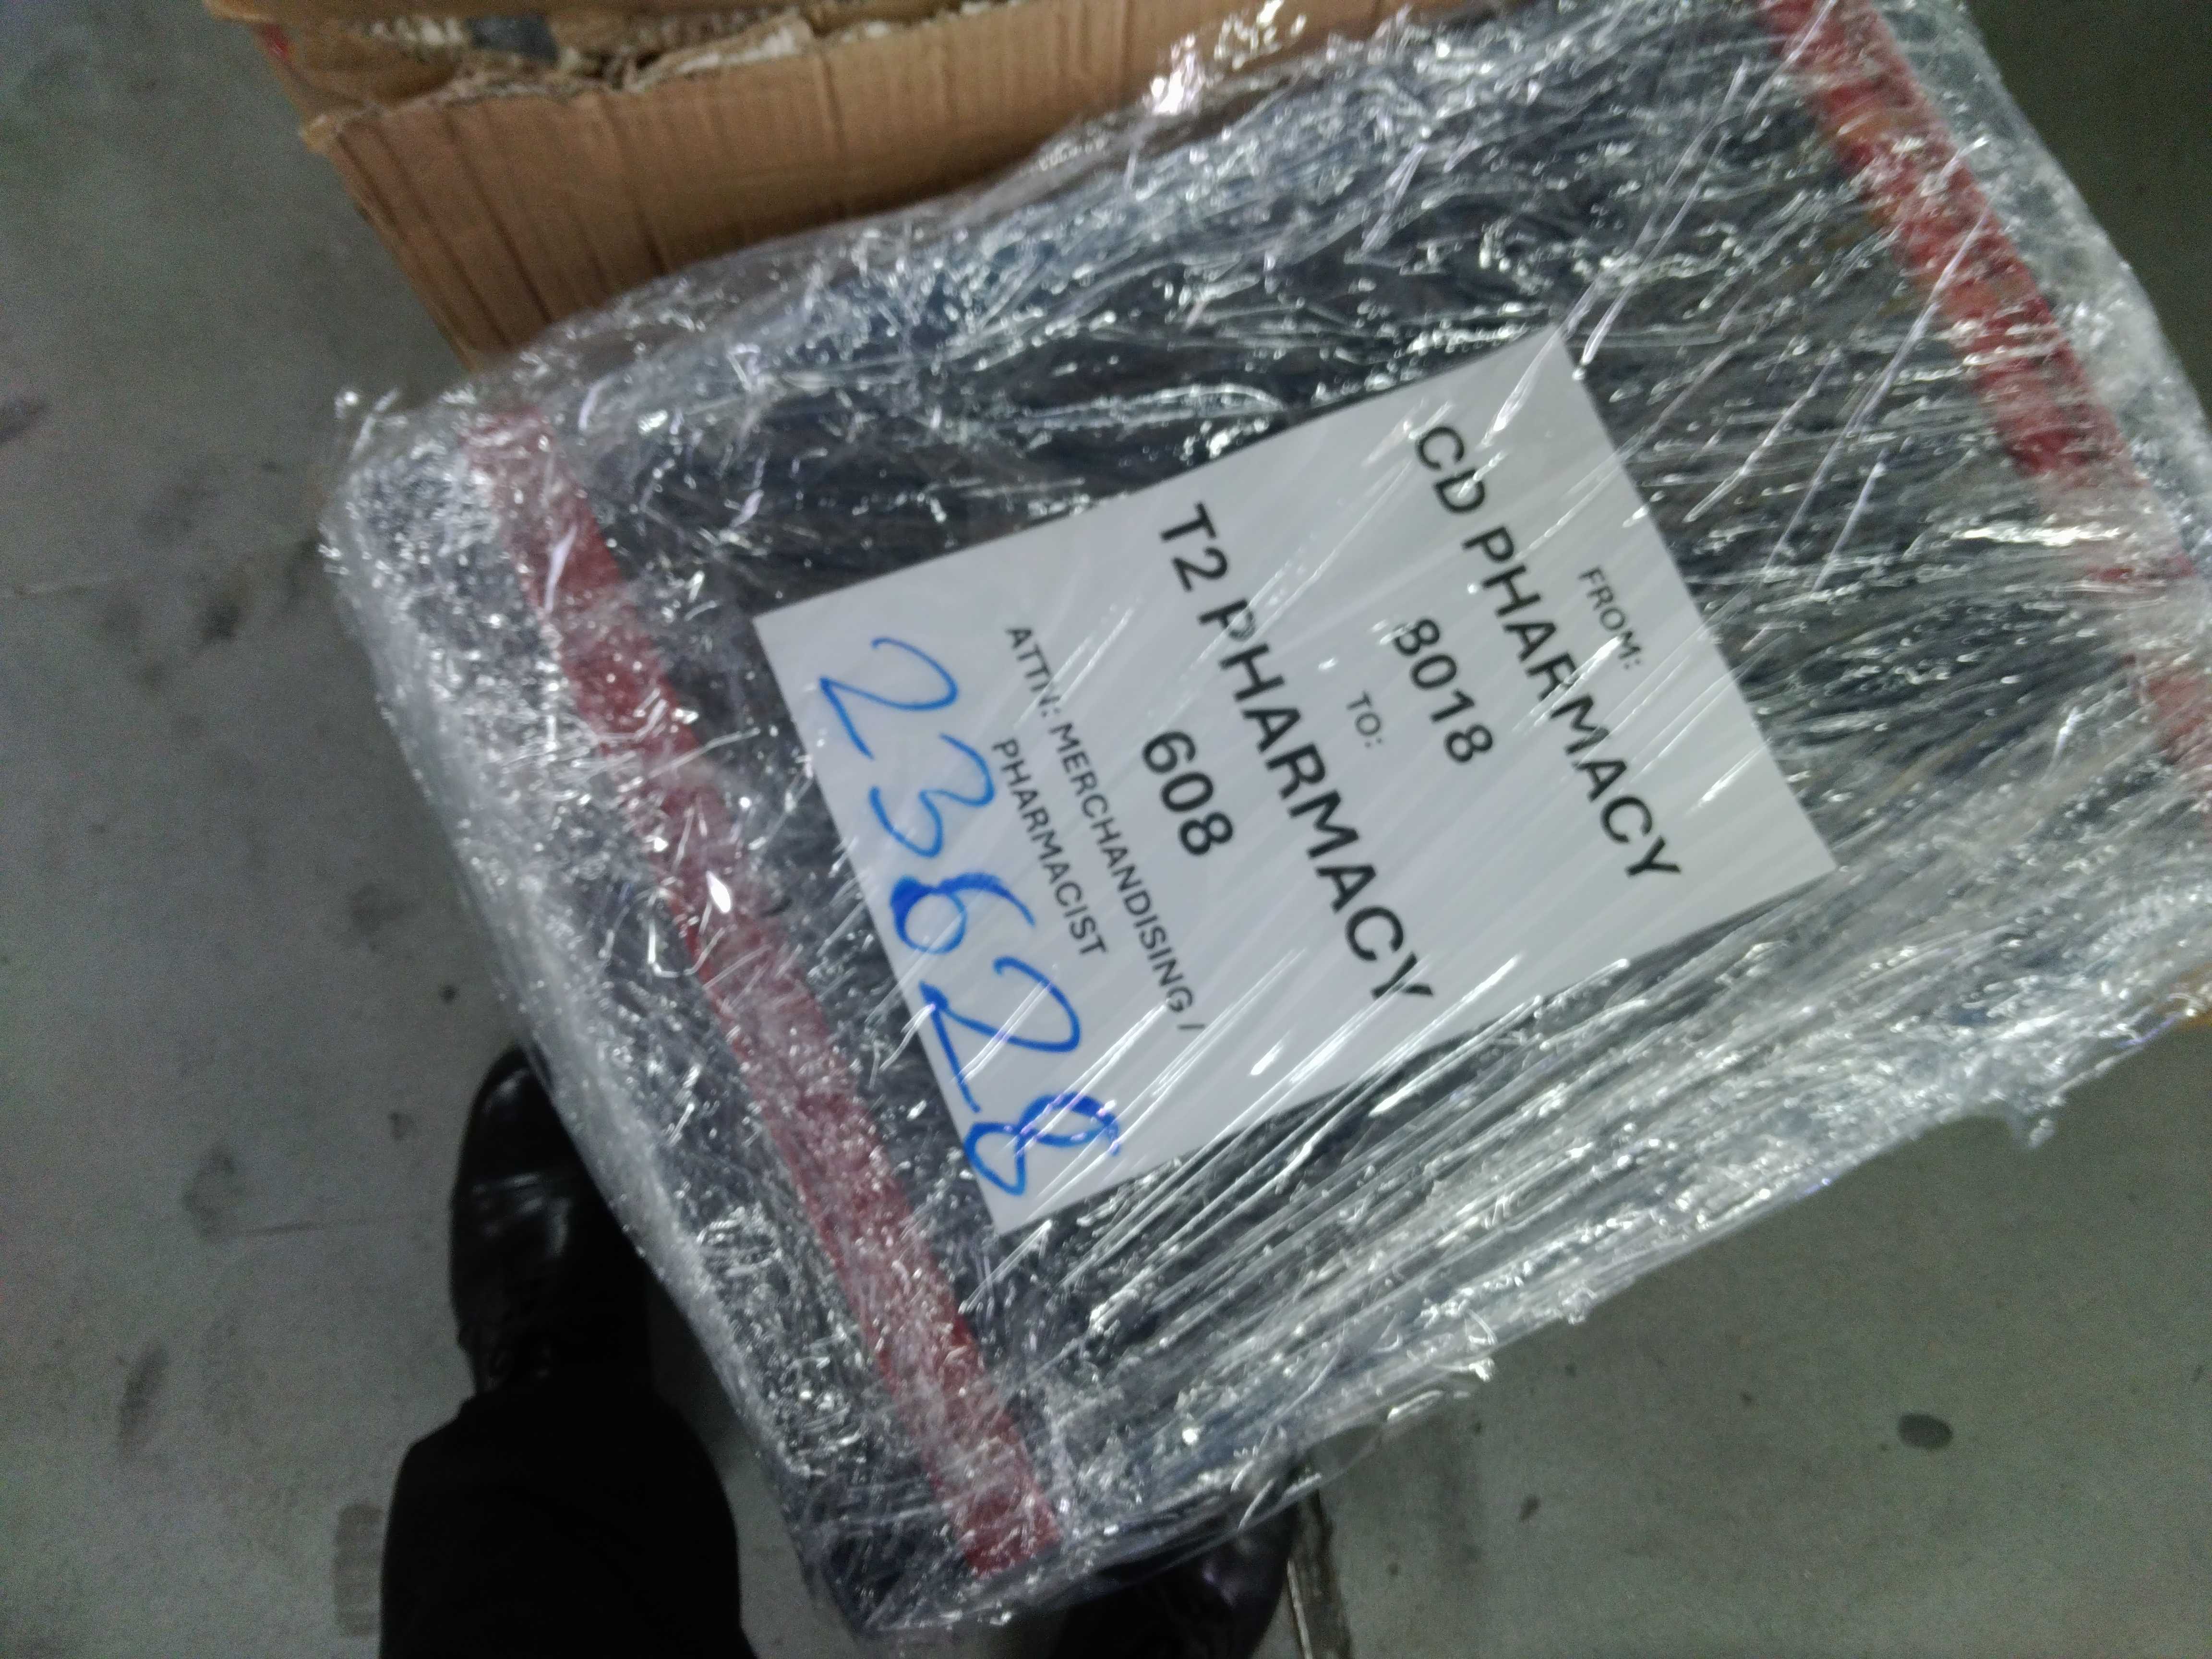 FROM:
CD PHARMACY
8018
TO:
T2 PHARMACY
608
ATTN: MERCHANDISING /
PHARMACIST
23628